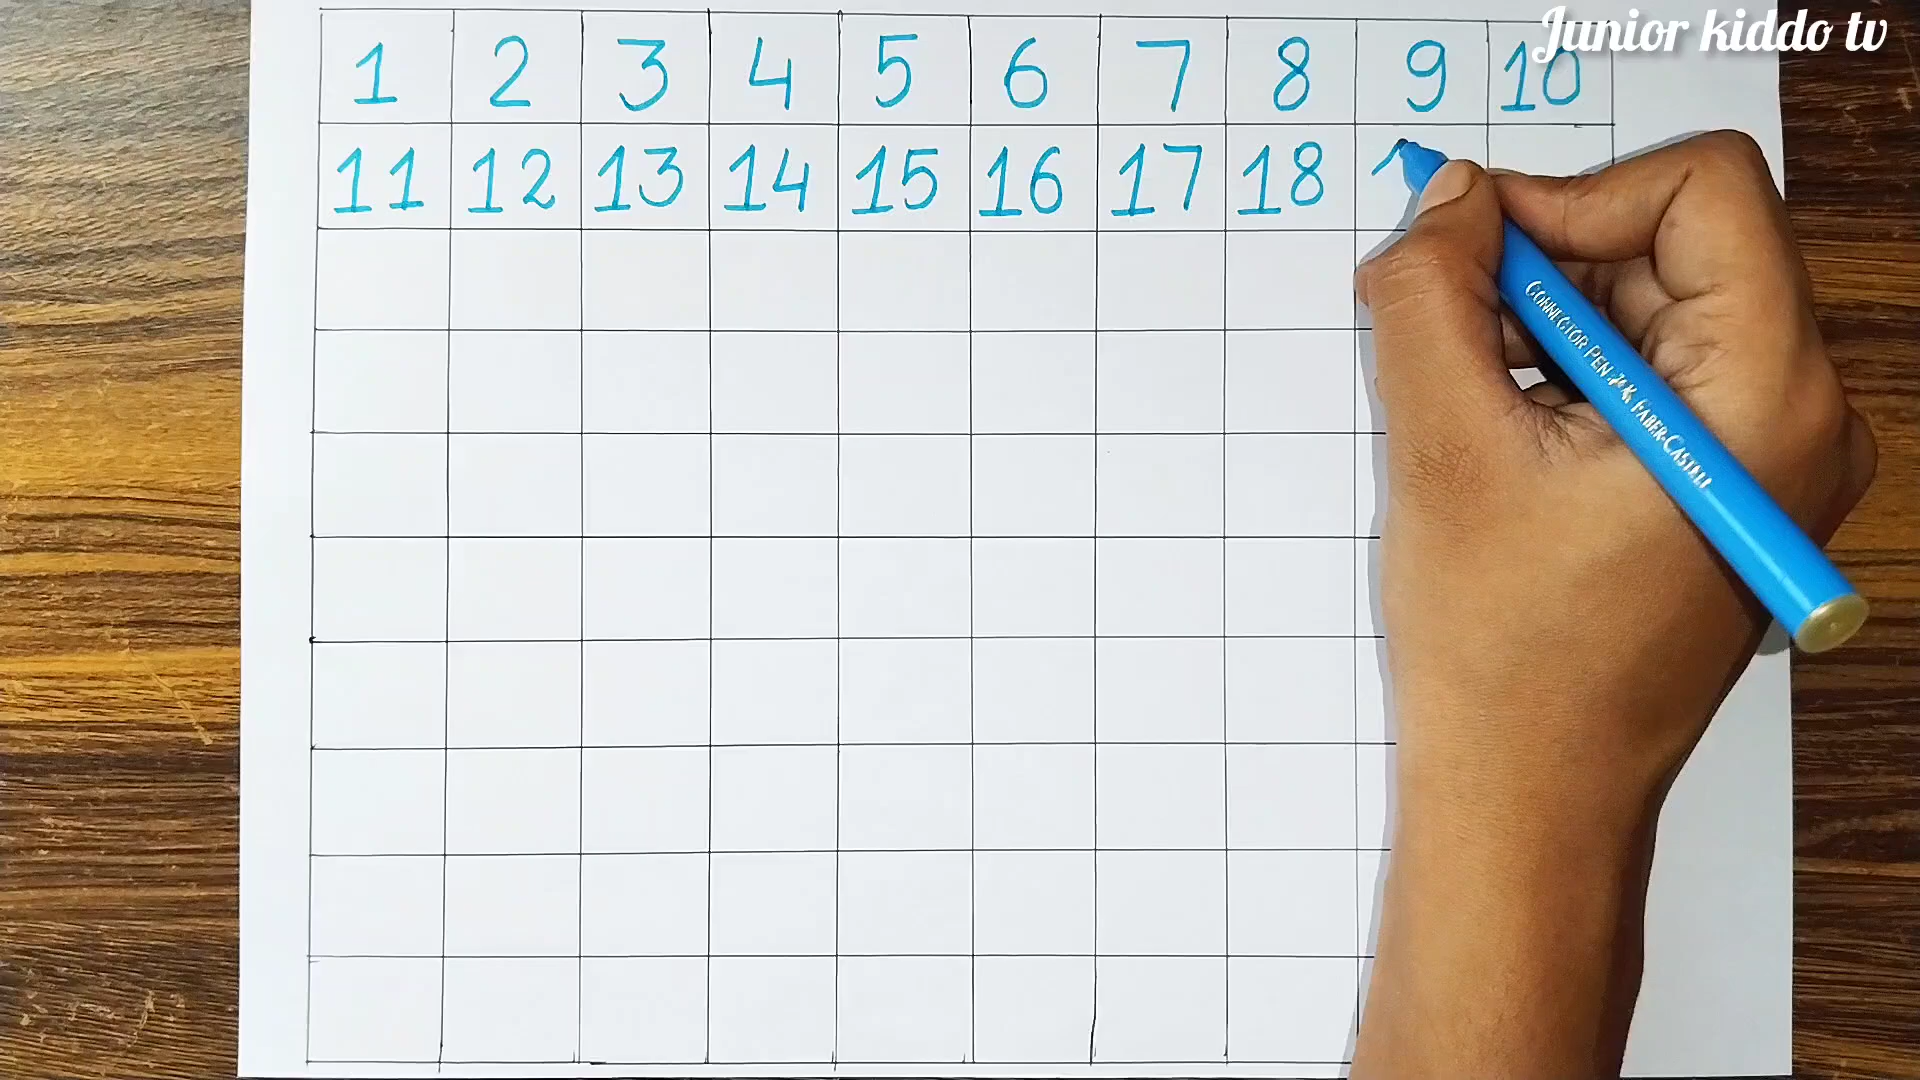 Junior kiddo tv
1 2 3 4 5 6 7 8 9 10
11 12 13 14 15 16 17 18 1
CONNECTOR PEN FABER-CASTELL